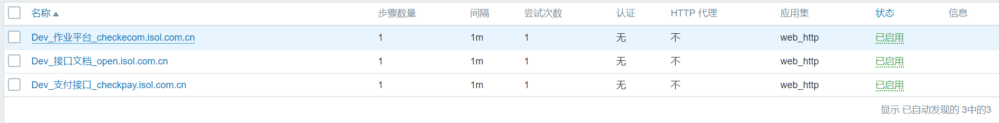 名称 步骤数量 间隔 尝试次数 认证 HTTP 代理 应用集 状态 信息
Dev_作业平台_checkecom.isol.com.cn 1 1m 1 无 不 web_http 已启用
Dev_接口文档_open.isol.com.cn 1 1m 1 无 不 web_http 已启用
Dev_支付接口_checkpay.isol.com.cn 1 1m 1 无 不 web_http 已启用
显示 已自动发现的 3中的3